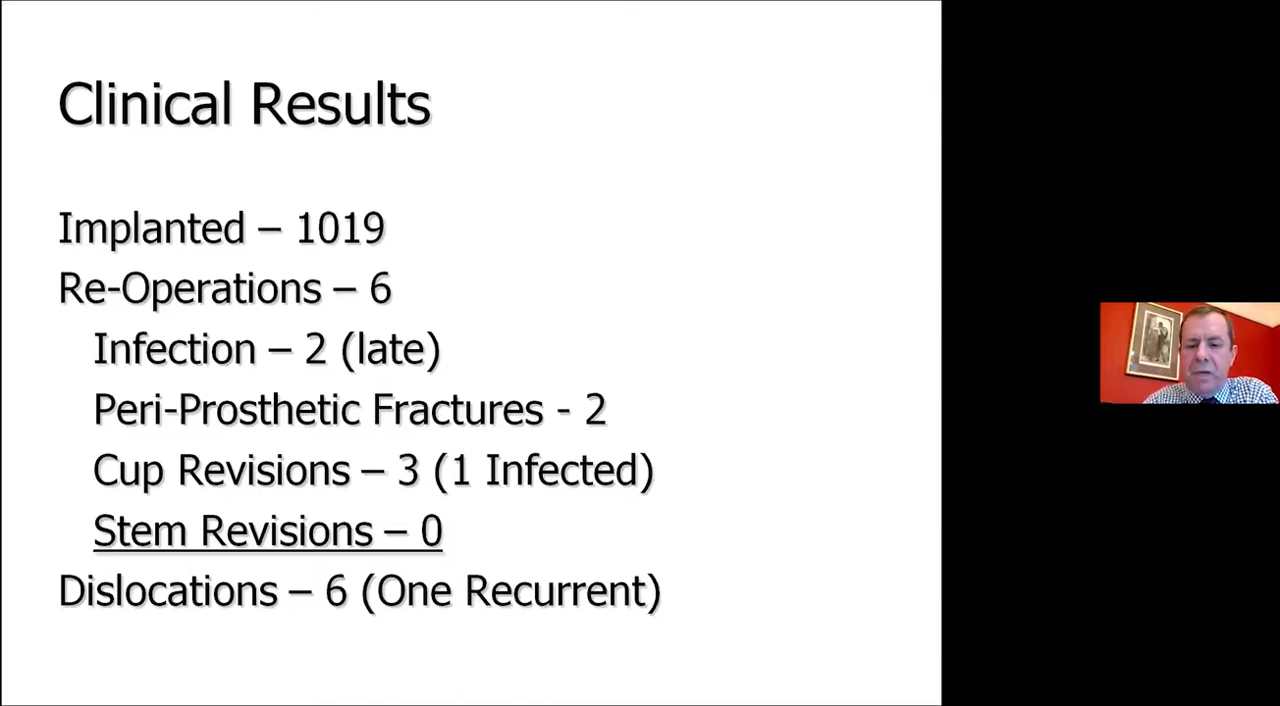 Clinical Results
Implanted – 1019
Re-Operations – 6
Infection – 2 (late)
Peri-Prosthetic Fractures - 2
Cup Revisions – 3 (1 Infected)
Stem Revisions – 0
Dislocations – 6 (One Recurrent)